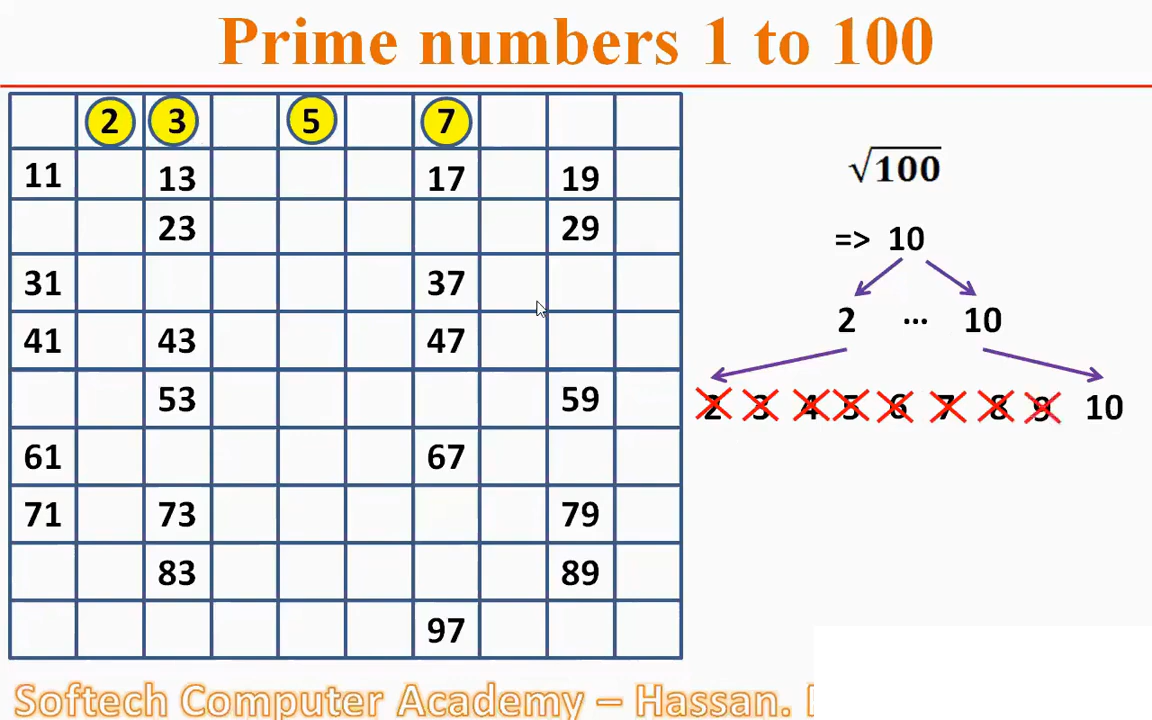 Prime numbers 1 to 100
2 3 5 7
11 13 17 19
23 29
31 37
41 43 47
53 59
61 67
71 73 79
83 89
97
√100
=> 10
2 ... 10
2 3 4 5 6 7 8 9 10
Softech Computer Academy – Hassan.